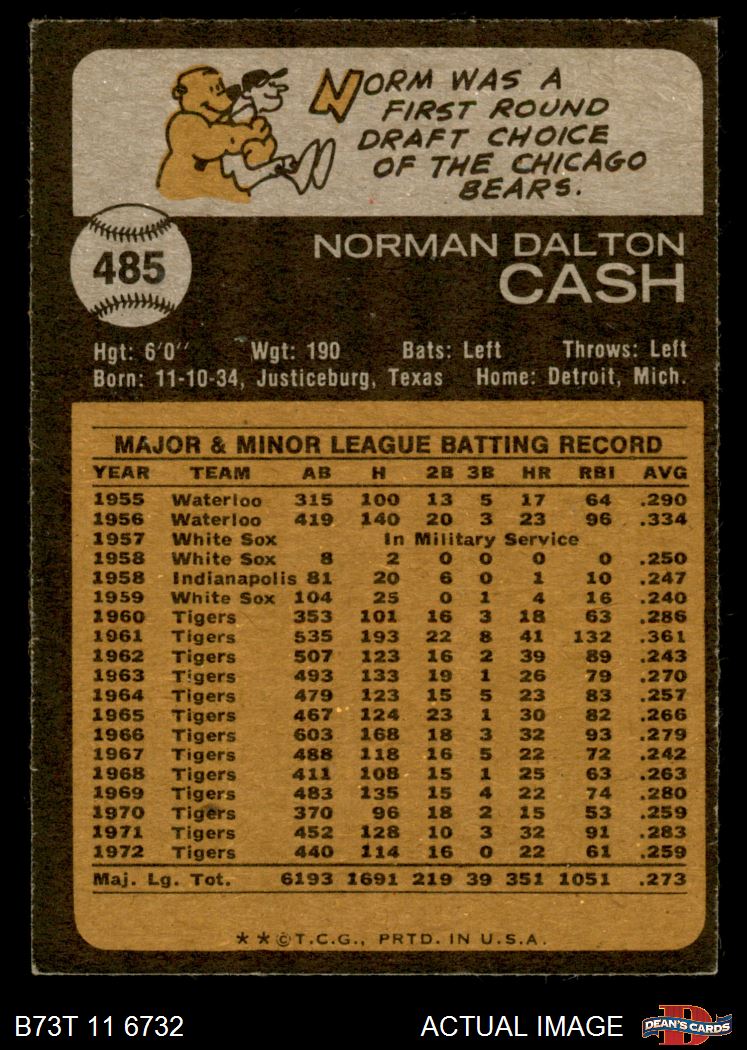 NORM WAS A
FIRST ROUND
DRAFT CHOICE
OF THE CHICAGO
BEARS.
485
NORMAN DALTON
CASH
Hgt: 6'0" Wgt: 190 Bats: Left Throws: Left
Born: 11-10-34, Justiceburg, Texas Home: Detroit, Mich.
MAJOR & MINOR LEAGUE BATTING RECORD
YEAR TEAM AB H 2B 3B HR RBI AVG
1955 Waterloo 315 100 13 5 17 64 .290
1956 Waterloo 419 140 20 3 23 96 .334
1957 White Sox In Military Service
1958 White Sox 8 2 0 0 0 0 .250
1958 Indianapolis 81 20 6 0 1 10 .247
1959 White Sox 104 25 0 1 4 16 .240
1960 Tigers 353 101 16 3 18 63 .286
1961 Tigers 535 193 22 8 41 132 .361
1962 Tigers 507 123 16 2 39 89 .243
1963 Tigers 493 133 19 1 26 79 .270
1964 Tigers 479 123 15 5 23 83 .257
1965 Tigers 467 124 23 1 30 82 .266
1966 Tigers 603 168 18 3 32 93 .279
1967 Tigers 488 118 16 5 22 72 .242
1968 Tigers 411 108 15 1 25 63 .263
1969 Tigers 483 135 15 4 22 74 .280
1970 Tigers 370 96 18 2 15 53 .259
1971 Tigers 452 128 10 3 32 91 .283
1972 Tigers 440 114 16 0 22 61 .259
Maj. Lg. Tot. 6193 1691 219 39 351 1051 .273
* * © T.C.G., PRTD. IN U.S.A.
B73T 11 6732 ACTUAL IMAGE D DEAN'S CARDS